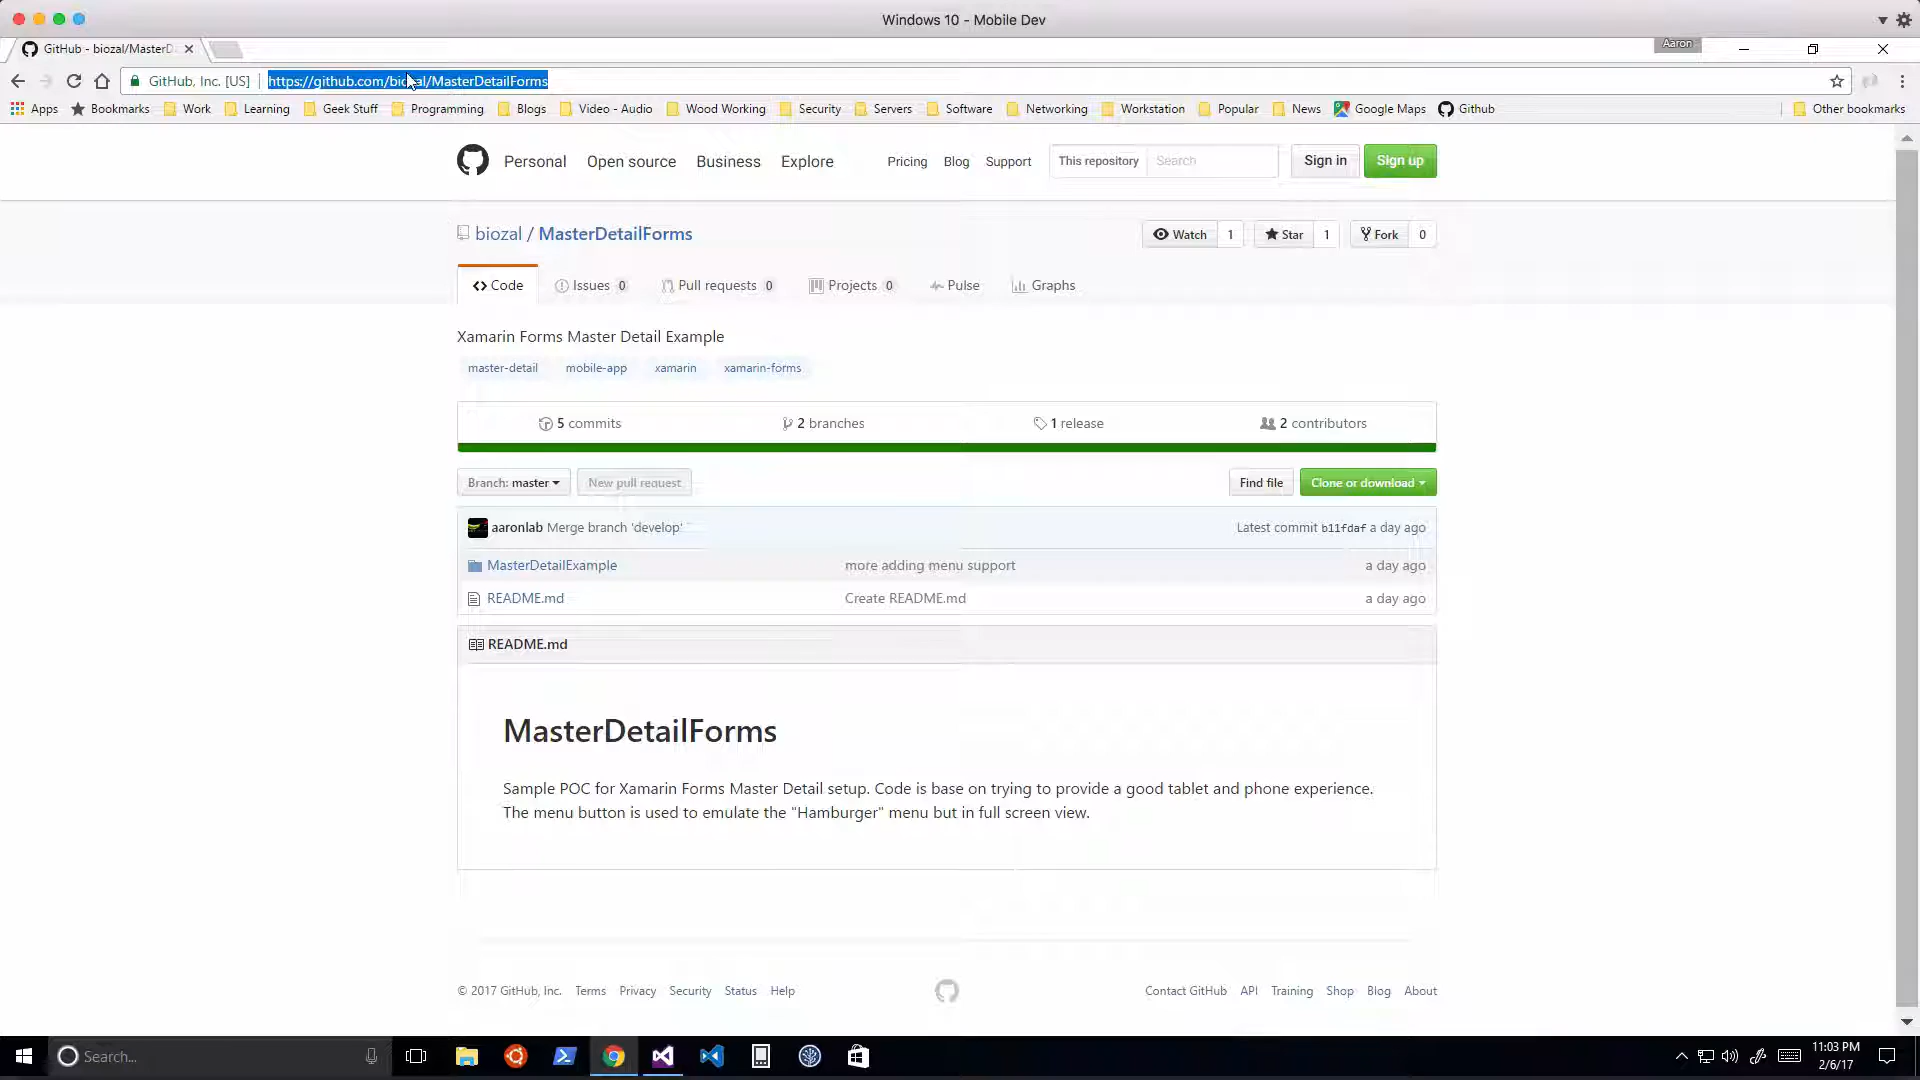 Windows 10 - Mobile Dev
GitHub - biozal/MasterD
Aaron
GitHub, Inc. [US]
https://github.com/biozal/MasterDetailForms
Apps Bookmarks Work Learning Geek Stuff Programming Blogs Video - Audio Wood Working Security Servers Software Networking Workstation Popular News Google Maps Github Other bookmarks
Personal Open source Business Explore Pricing Blog Support This repository Search Sign in Sign up
biozal / MasterDetailForms Watch 1 Star 1 Fork 0
Code Issues 0 Pull requests 0 Projects 0 Pulse Graphs
Xamarin Forms Master Detail Example
master-detail mobile-app xamarin xamarin-forms
5 commits 2 branches 1 release 2 contributors
Branch: master New pull request Find file Clone or download
aaronlab Merge branch 'develop' Latest commit b11fdaf a day ago
MasterDetailExample more adding menu support a day ago
README.md Create README.md a day ago
README.md
MasterDetailForms
Sample POC for Xamarin Forms Master Detail setup. Code is base on trying to provide a good tablet and phone experience.
The menu button is used to emulate the "Hamburger" menu but in full screen view.
© 2017 GitHub, Inc. Terms Privacy Security Status Help Contact GitHub API Training Shop Blog About
Search...
11:03 PM
2/6/17